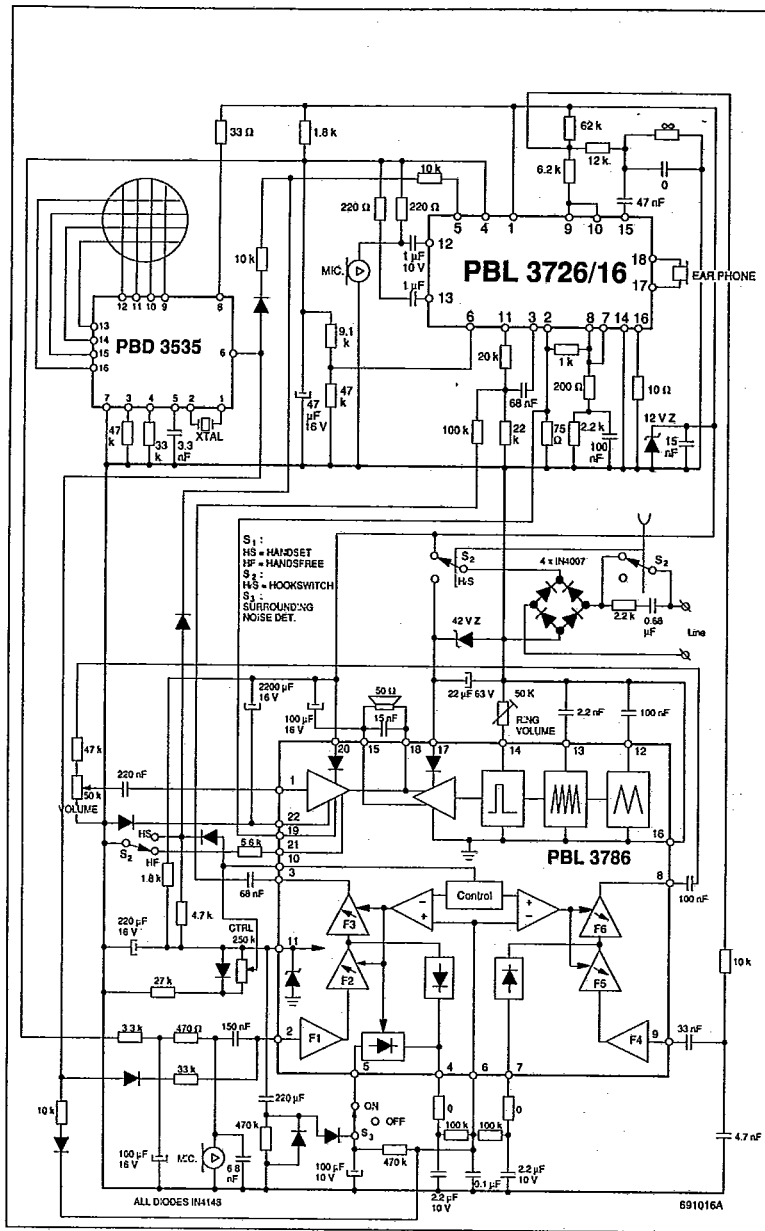 33 Ω
1.8 k
62 k
∞
12 k
6.2 k
0
10 k
47 nF
220 Ω
220 Ω
5
4
1
9
10
15
10 k
12
1 µF
10 V
MIC.
PBL 3726/16
18
17
EAR PHONE
1 µF
13
12
11
10
9
8
13
14
15
16
PBD 3535
6
6
11
3
2
8
7
14
16
7
3
4
5
2
1
XTAL
47 k
33 k
3.3 nF
9.1 k
47 k
47 µF
16 V
20 k
68 nF
1 k
200 Ω
10 Ω
100 k
22 k
75 Ω
2.2 k
100 nF
12 V Z
15 nF
S1 :
HS = HANDSET
HF = HANDSFREE
S2 :
H/S = HOOKSWITCH
S3 :
SURROUNDING
NOISE DET.
S2
H/S
4 x IN4007
S2
2.2 k
0.68 µF
Line
42 V Z
2200 µF
16 V
100 µF
16 V
50 Ω
15 nF
22 µF 63 V
50 K
RING
VOLUME
2.2 nF
100 nF
47 k
50 k
VOLUME
220 nF
20
15
18
17
14
13
12
1
22
19
21
10
3
16
PBL 3786
HS
S2
HF
5.6 k
1.8 k
68 nF
Control
8
100 nF
F3
F6
4.7 k
220 µF
16 V
CTRL
250 k
11
F2
F5
27 k
10 k
3.3 k
470 Ω
150 nF
2
F1
F4
9
33 nF
33 k
5
4
6
7
10 k
220 µF
ON
OFF
S3
0
100 k
100 k
0
470 k
470 k
4.7 nF
100 µF
16 V
MIC.
6.8 nF
100 µF
10 V
2.2 µF
10 V
0.1 µF
2.2 µF
10 V
ALL DIODES IN4148
691016A